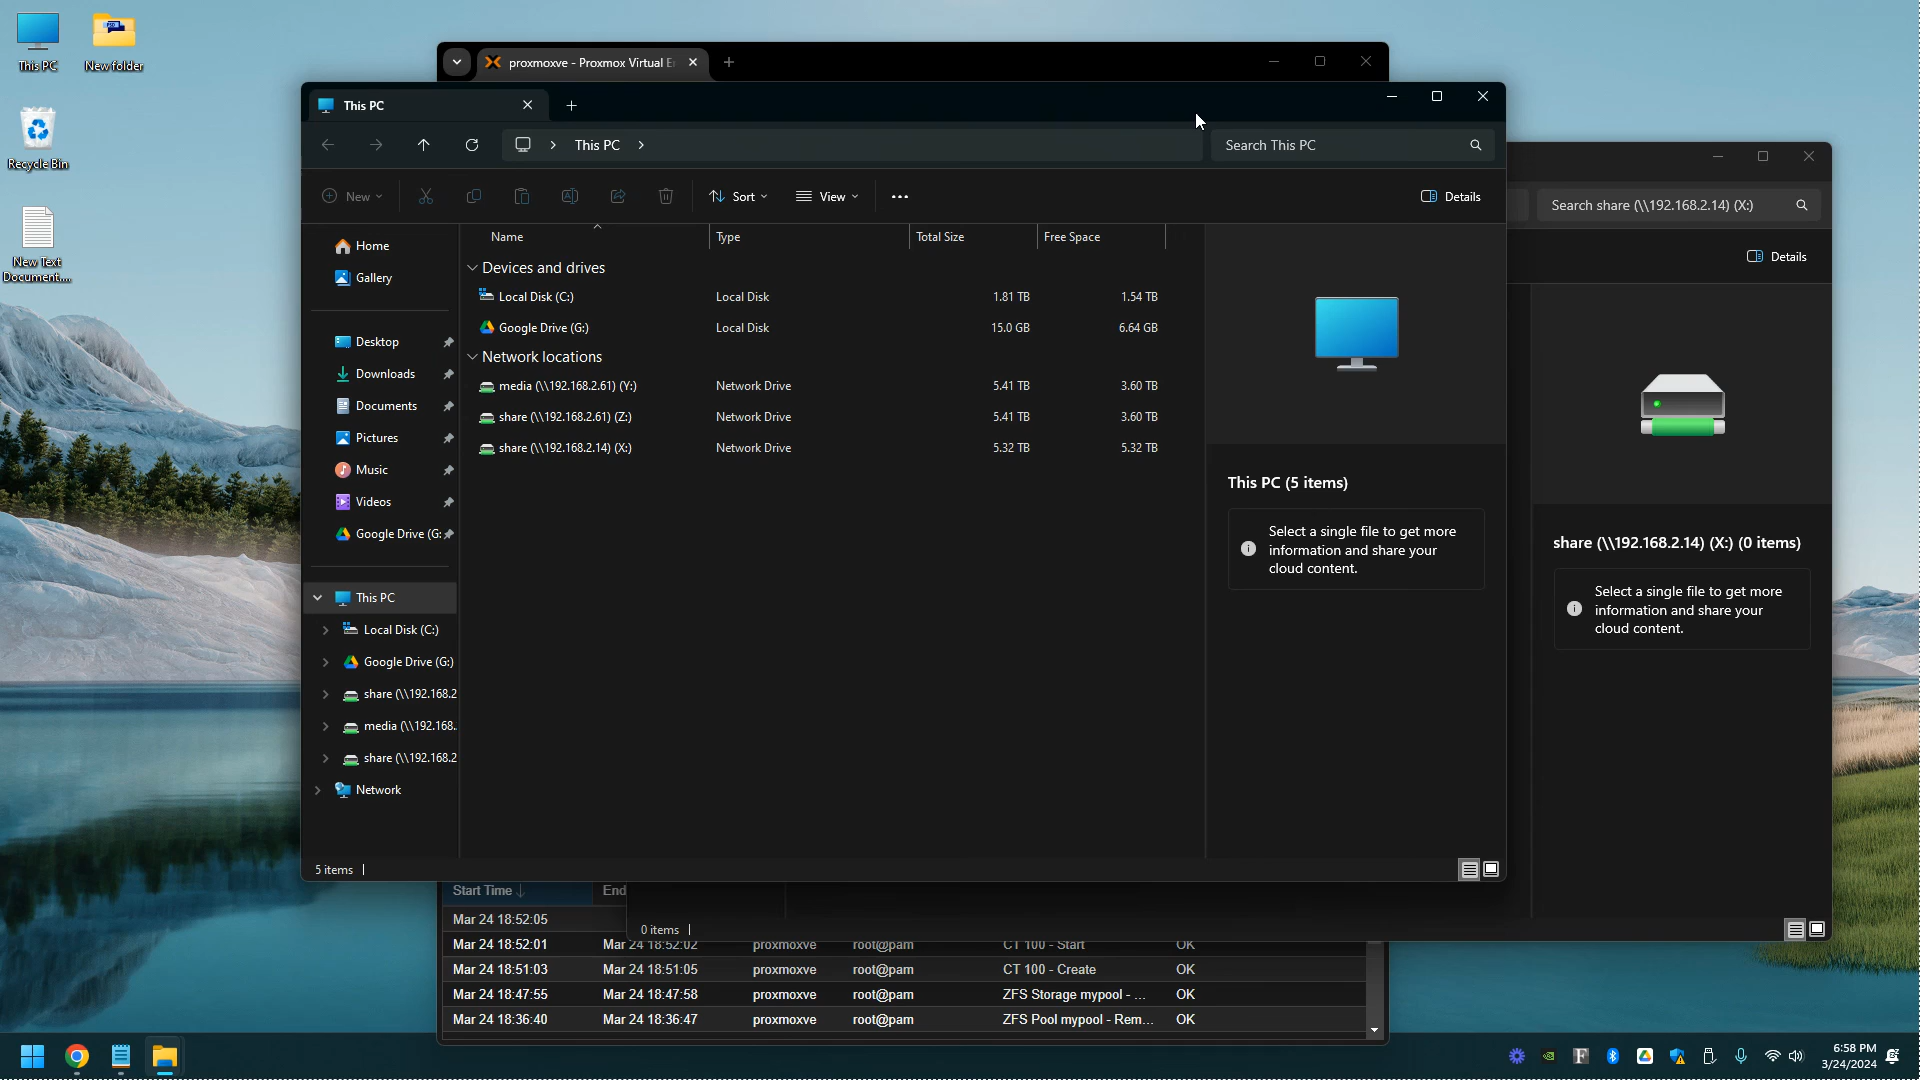 This PC
New folder
Recycle Bin
New Text
Document....
proxmoxve - Proxmox Virtual E
This PC
This PC
Search This PC
New
Sort
View
Details
Home
Gallery
Desktop
Downloads
Documents
Pictures
Music
Videos
Google Drive (G:
This PC
Local Disk (C:)
Google Drive (G:)
share (\\192.168.2
media (\\192.168.
share (\\192.168.2
Network
Name Type Total Size Free Space
Devices and drives
Local Disk (C:) Local Disk 1.81 TB 1.54 TB
Google Drive (G:) Local Disk 15.0 GB 6.64 GB
Network locations
media (\\192.168.2.61) (Y:) Network Drive 5.41 TB 3.60 TB
share (\\192.168.2.61) (Z:) Network Drive 5.41 TB 3.60 TB
share (\\192.168.2.14) (X:) Network Drive 5.32 TB 5.32 TB
This PC (5 items)
Select a single file to get more
information and share your
cloud content.
5 items
Search share (\\192.168.2.14) (X:)
Details
share (\\192.168.2.14) (X:) (0 items)
Select a single file to get more
information and share your
cloud content.
0 items
Start Time End
Mar 24 18:52:05
Mar 24 18:52:01 Mar 24 18:52:02 proxmoxve root@pam CT 100 - Start OK
Mar 24 18:51:03 Mar 24 18:51:05 proxmoxve root@pam CT 100 - Create OK
Mar 24 18:47:55 Mar 24 18:47:58 proxmoxve root@pam ZFS Storage mypool - ... OK
Mar 24 18:36:40 Mar 24 18:36:47 proxmoxve root@pam ZFS Pool mypool - Rem... OK
6:58 PM
3/24/2024